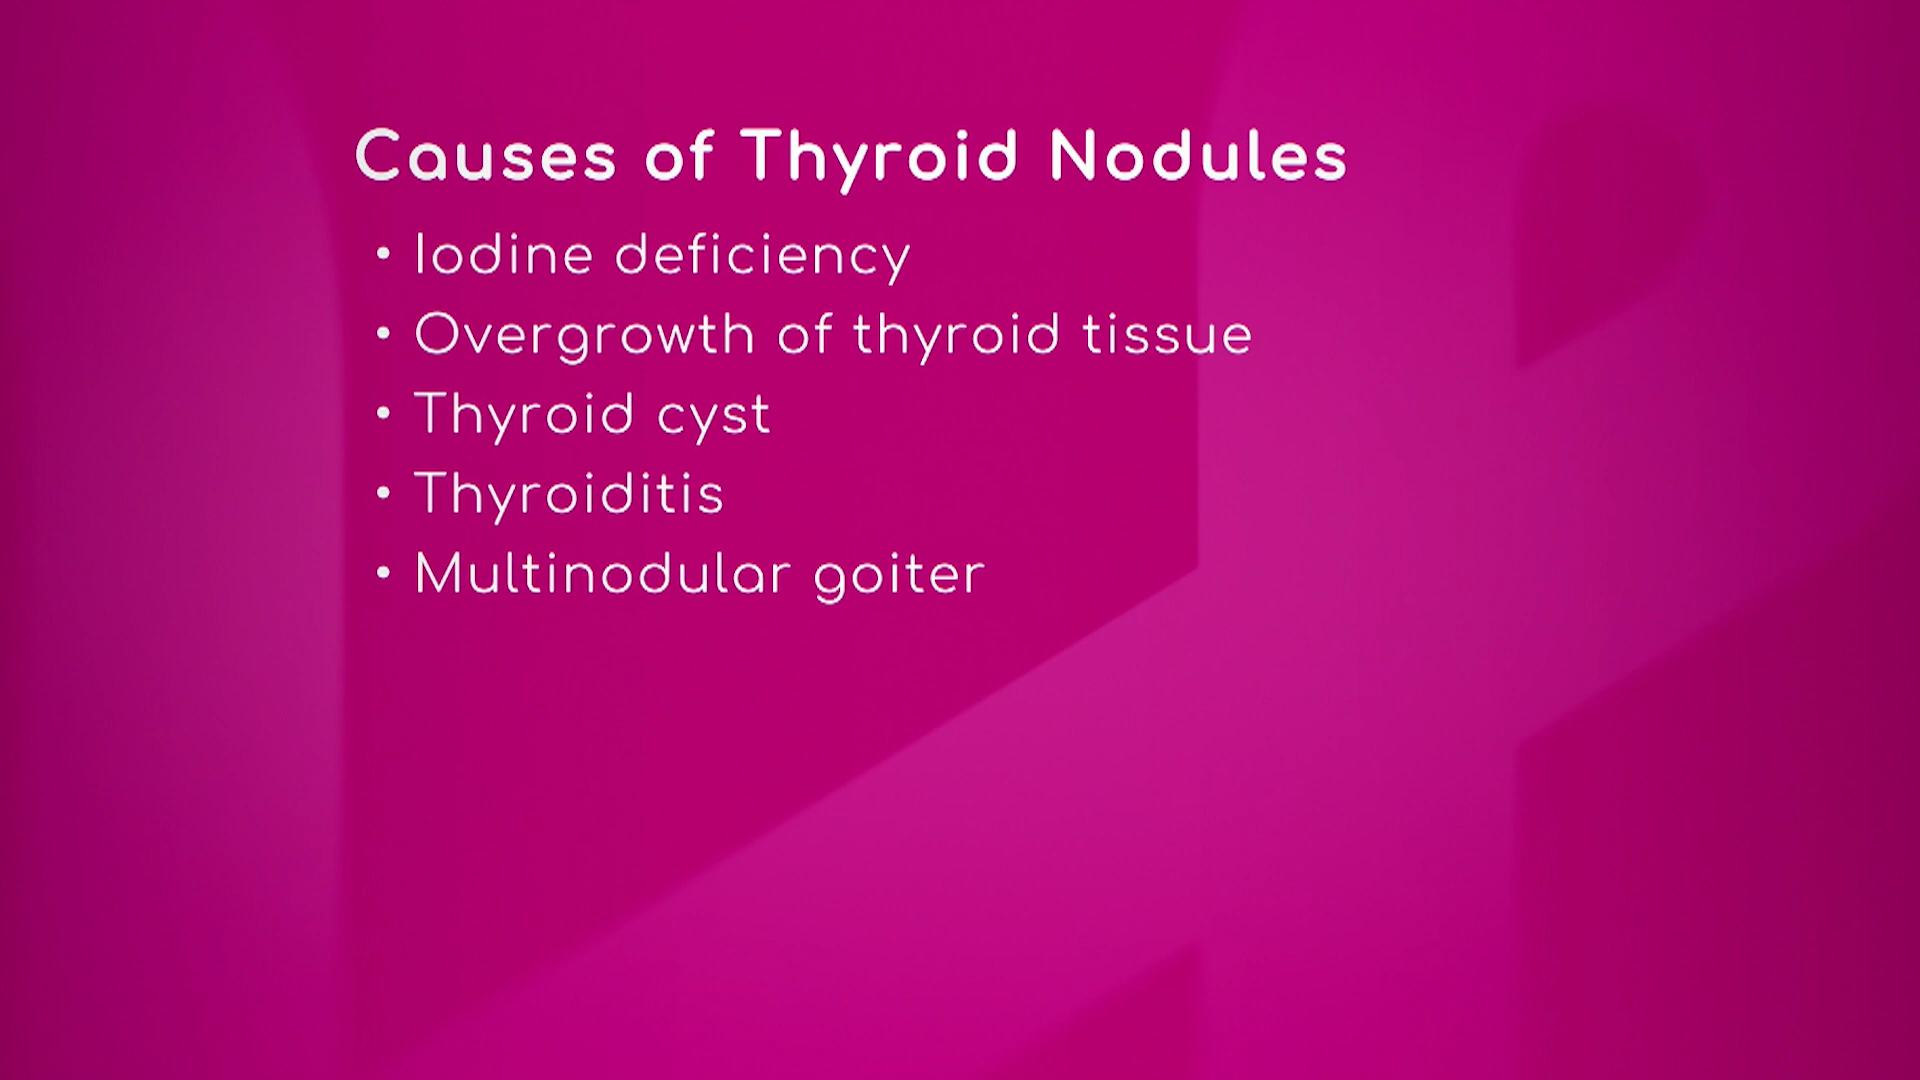 Causes of Thyroid Nodules
• Iodine deficiency
• Overgrowth of thyroid tissue
• Thyroid cyst
• Thyroiditis
• Multinodular goiter